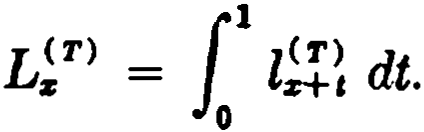 $L_x^{(T)} = \int_0^1 l_{x+t}^{(T)} \, dt.$